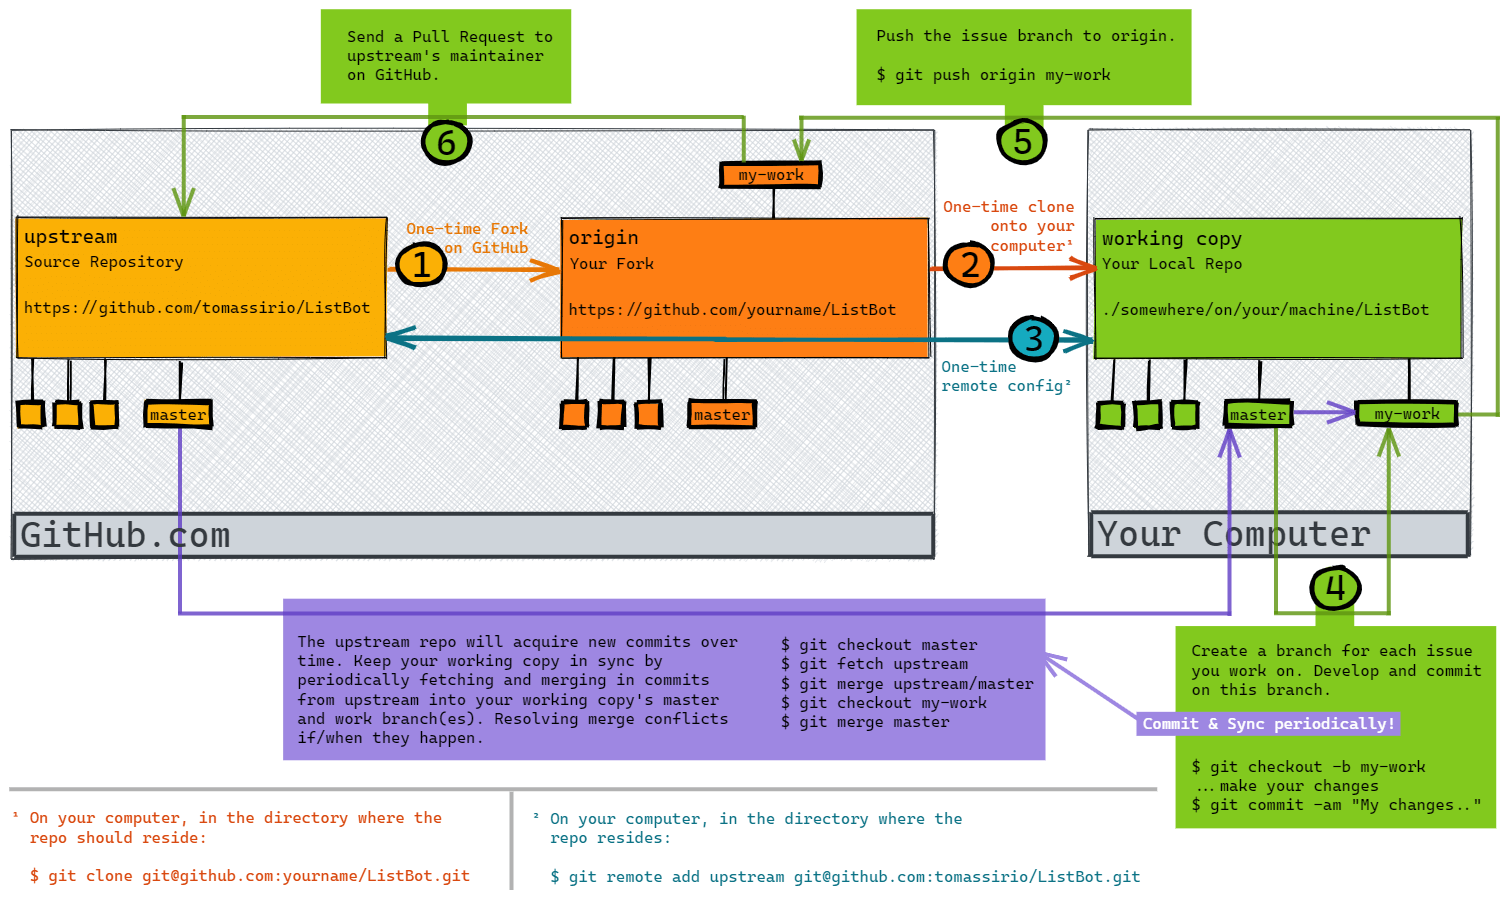 Send a Pull Request to
upstream's maintainer
on GitHub.
Push the issue branch to origin.
$ git push origin my-work
6
5
my-work
upstream
Source Repository
https://github.com/tomassirio/ListBot
One-time Fork
on GitHub
1
origin
Your Fork
https://github.com/yourname/ListBot
One-time clone
onto your
computer¹
2
working copy
Your Local Repo
./somewhere/on/your/machine/ListBot
3
One-time
remote config²
master
master
master
my-work
GitHub.com
Your Computer
4
The upstream repo will acquire new commits over
time. Keep your working copy in sync by
periodically fetching and merging in commits
from upstream into your working copy's master
and work branch(es). Resolving merge conflicts
if/when they happen.
$ git checkout master
$ git fetch upstream
$ git merge upstream/master
$ git checkout my-work
$ git merge master
Create a branch for each issue
you work on. Develop and commit
on this branch.
Commit & Sync periodically!
$ git checkout -b my-work
... make your changes
$ git commit -am "My changes.."
¹ On your computer, in the directory where the
repo should reside:
$ git clone git@github.com:yourname/ListBot.git
² On your computer, in the directory where the
repo resides:
$ git remote add upstream git@github.com:tomassirio/ListBot.git